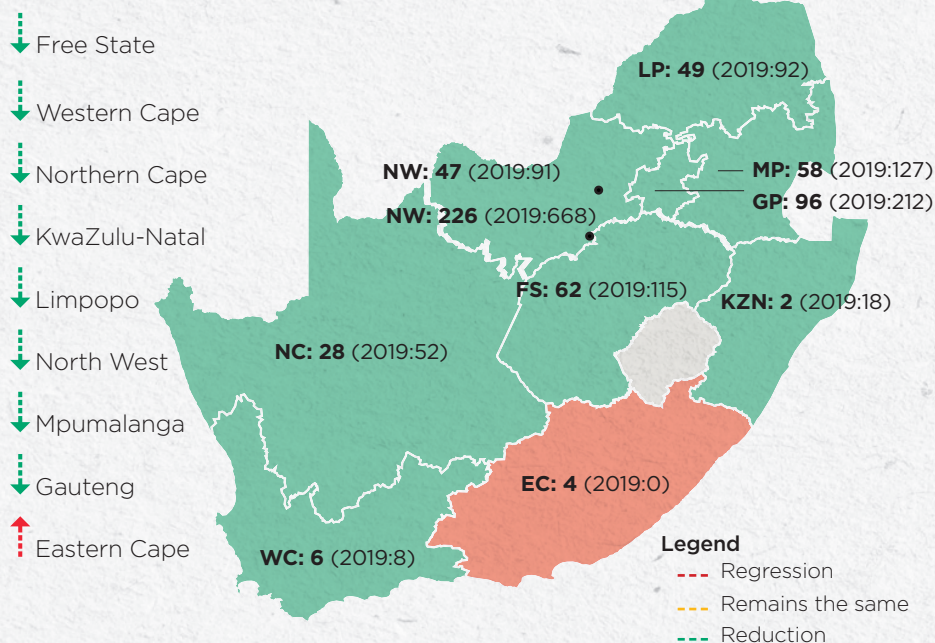 Free State
Western Cape
Northern Cape
KwaZulu-Natal
Limpopo
North West
Mpumalanga
Gauteng
Eastern Cape
LP: 49 (2019:92)
NW: 47 (2019:91)
MP: 58 (2019:127)
GP: 96 (2019:212)
NW: 226 (2019:668)
FS: 62 (2019:115)
KZN: 2 (2019:18)
NC: 28 (2019:52)
EC: 4 (2019:0)
WC: 6 (2019:8)
Legend
Regression
Remains the same
Reduction